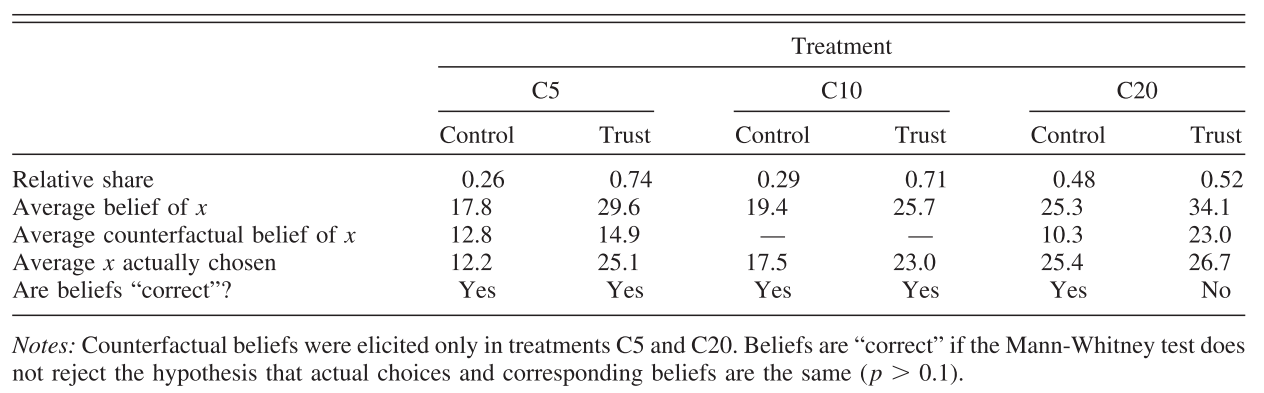 Treatment
C5 C10 C20
Control Trust Control Trust Control Trust
Relative share 0.26 0.74 0.29 0.71 0.48 0.52
Average belief of x 17.8 29.6 19.4 25.7 25.3 34.1
Average counterfactual belief of x 12.8 14.9 — — 10.3 23.0
Average x actually chosen 12.2 25.1 17.5 23.0 25.4 26.7
Are beliefs “correct”? Yes Yes Yes Yes Yes No
Notes: Counterfactual beliefs were elicited only in treatments C5 and C20. Beliefs are “correct” if the Mann-Whitney test does
not reject the hypothesis that actual choices and corresponding beliefs are the same (p > 0.1).